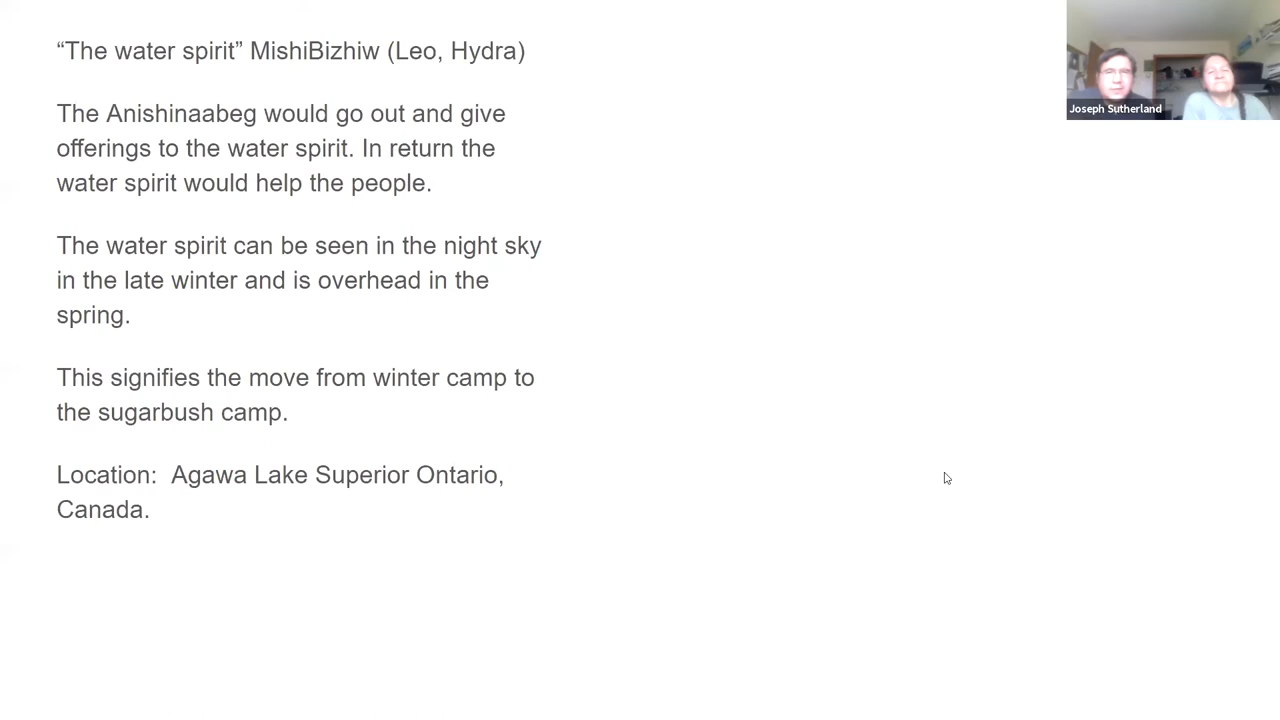 “The water spirit” MishiBizhiw (Leo, Hydra)
The Anishinaabeg would go out and give
offerings to the water spirit. In return the
water spirit would help the people.
The water spirit can be seen in the night sky
in the late winter and is overhead in the
spring.
This signifies the move from winter camp to
the sugarbush camp.
Location:  Agawa Lake Superior Ontario,
Canada.
Joseph Sutherland